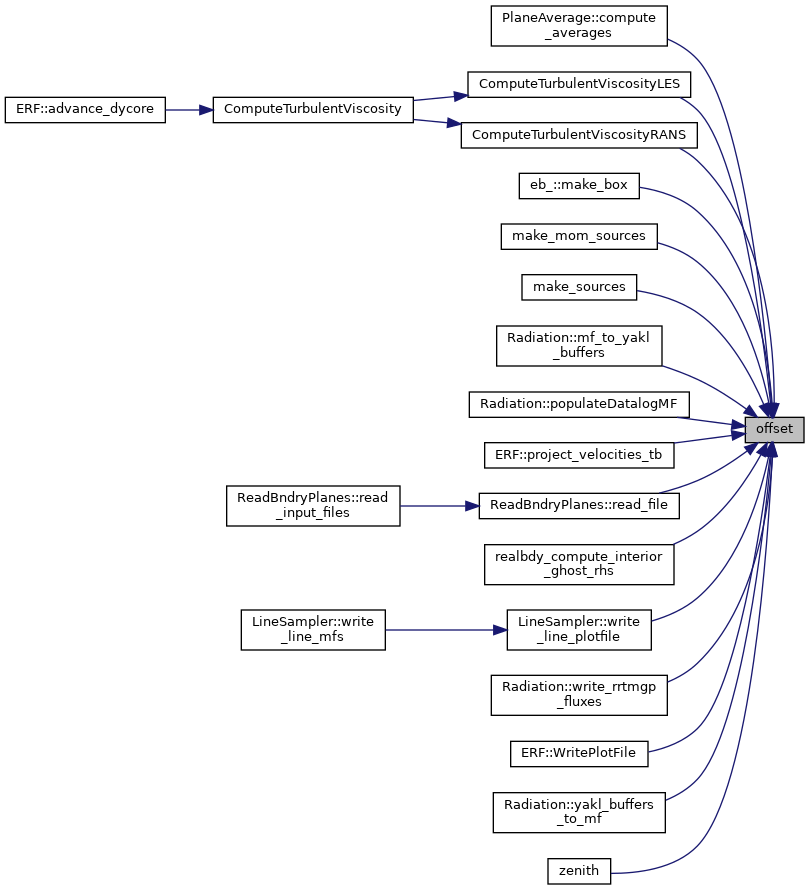 PlaneAverage::compute
_averages
ComputeTurbulentViscosityLES
ERF::advance_dycore
ComputeTurbulentViscosity
ComputeTurbulentViscosityRANS
eb_::make_box
make_mom_sources
make_sources
Radiation::mf_to_yakl
_buffers
Radiation::populateDatalogMF
offset
ERF::project_velocities_tb
ReadBndryPlanes::read
_input_files
ReadBndryPlanes::read_file
realbdy_compute_interior
_ghost_rhs
LineSampler::write
_line_mfs
LineSampler::write
_line_plotfile
Radiation::write_rrtmgp
_fluxes
ERF::WritePlotFile
Radiation::yakl_buffers
_to_mf
zenith